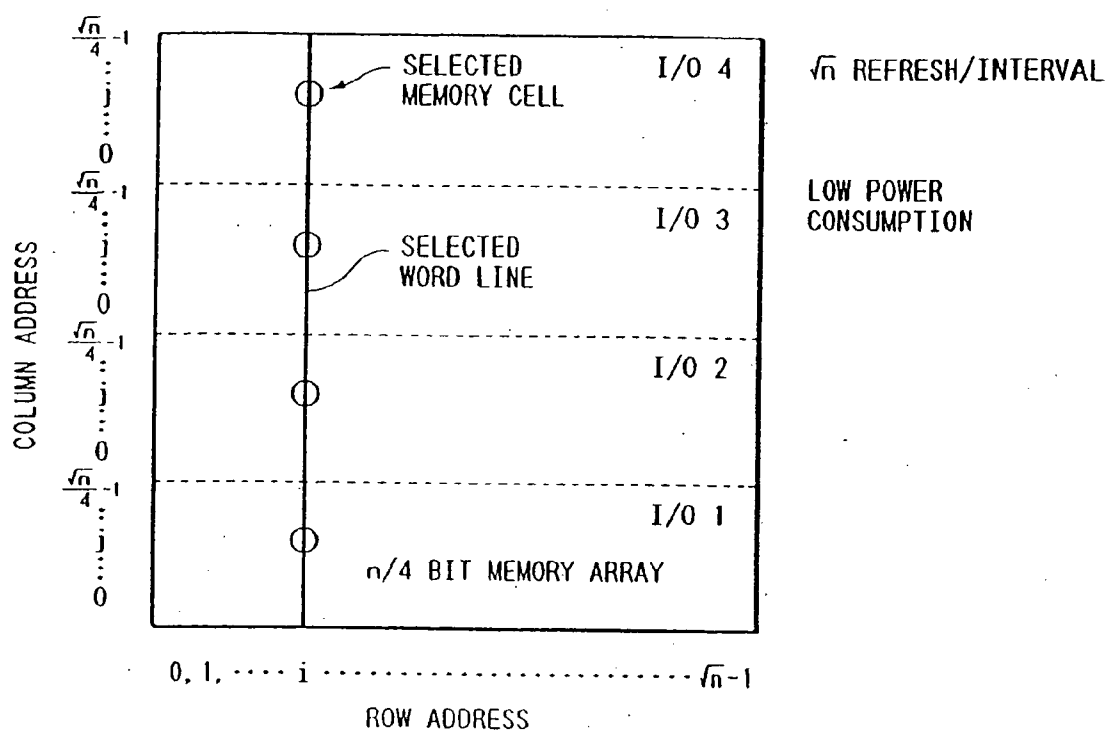 √n/4 -1
SELECTED
MEMORY CELL
I/O 4
√n REFRESH/INTERVAL
j
0
√n/4 -1
I/O 3
LOW POWER
CONSUMPTION
j
SELECTED
WORD LINE
0
COLUMN ADDRESS
√n/4 -1
I/O 2
j
0
√n/4 -1
I/O 1
j
n/4 BIT MEMORY ARRAY
0
0, 1, ···· i ························ √n-1
ROW ADDRESS